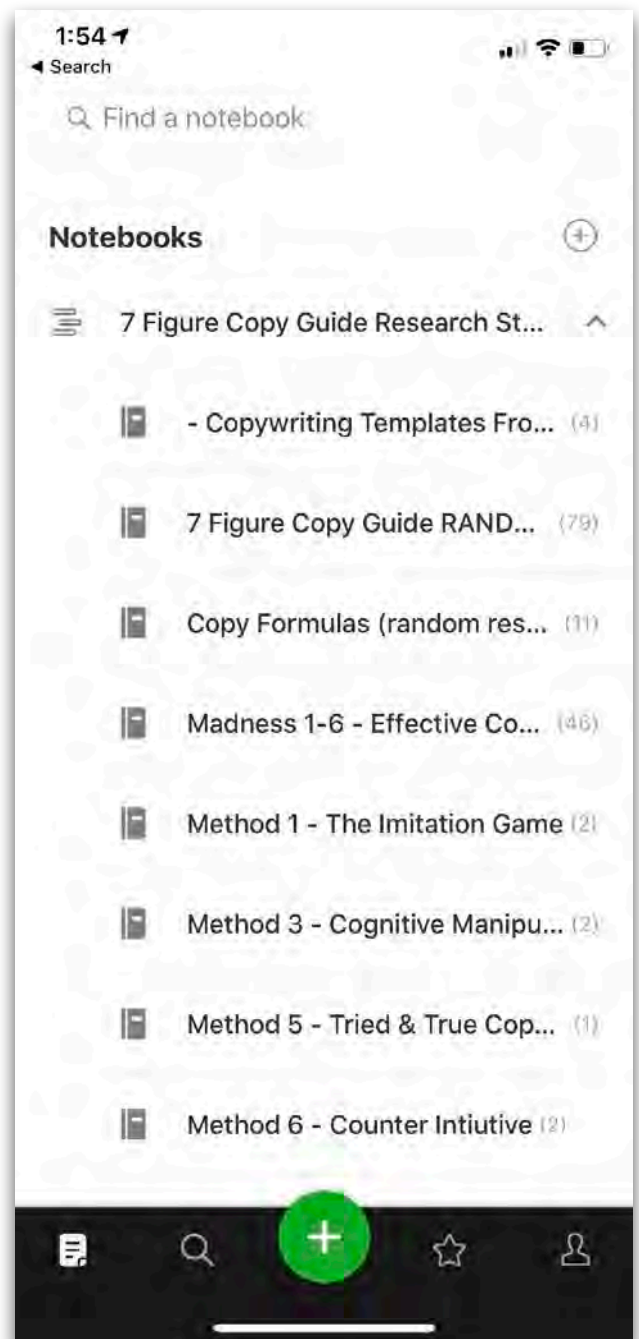 1:54
Search
Find a notebook
Notebooks
7 Figure Copy Guide Research St...
- Copywriting Templates Fro... (4)
7 Figure Copy Guide RAND... (79)
Copy Formulas (random res... (11)
Madness 1-6 - Effective Co... (46)
Method 1 - The Imitation Game (2)
Method 3 - Cognitive Manipu... (2)
Method 5 - Tried & True Cop... (1)
Method 6 - Counter Intiutive (2)